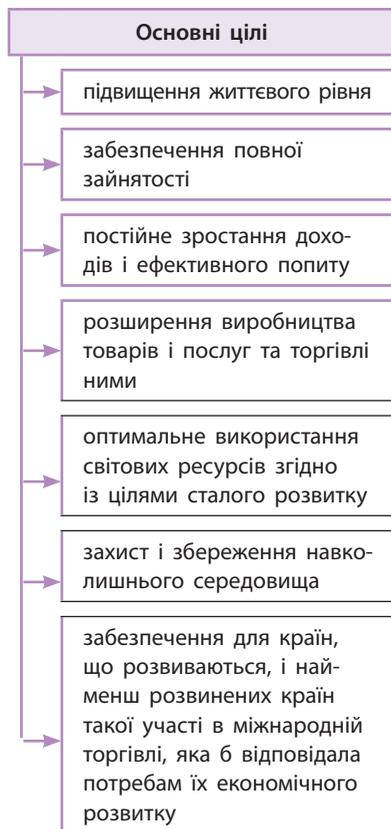 Основні цілі
підвищення життєвого рівня
забезпечення повної
зайнятості
постійне зростання дохо-
дів і ефективного попиту
розширення виробництва
товарів і послуг та торгівлі
ними
оптимальне використання
світових ресурсів згідно
із цілями сталого розвитку
захист і збереження навко-
лишнього середовища
забезпечення для країн,
що розвиваються, і най-
менш розвинених країн
такої участі в міжнародній
торгівлі, яка б відповідала
потребам їх економічного
розвитку